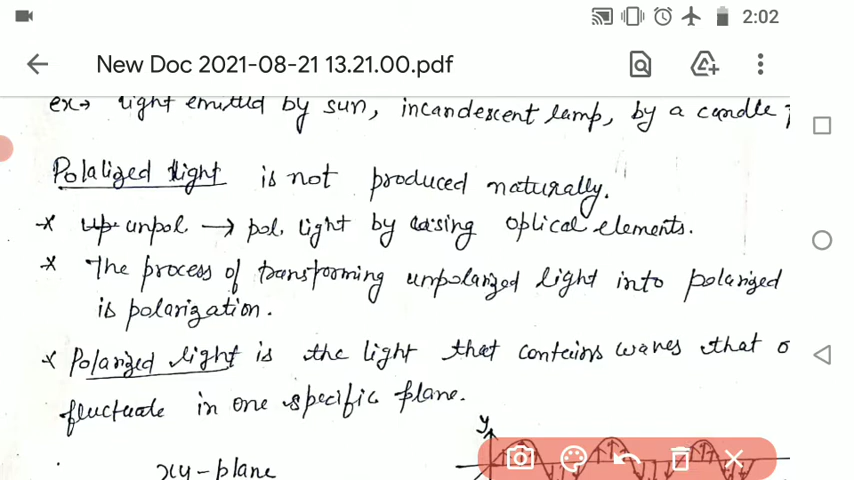 2:02
New Doc 2021-08-21 13.21.00.pdf
ex→ light emitted by sun, incandescent lamp, by a candle
Polalized light is not produced naturally.
* unpol. → pol. light by using optical elements.
* The process of transforming unpolarized light into polarized
is polarization.
* Polarized light is the light that contains waves that
fluctuate in one specific plane.
y
xy-plane